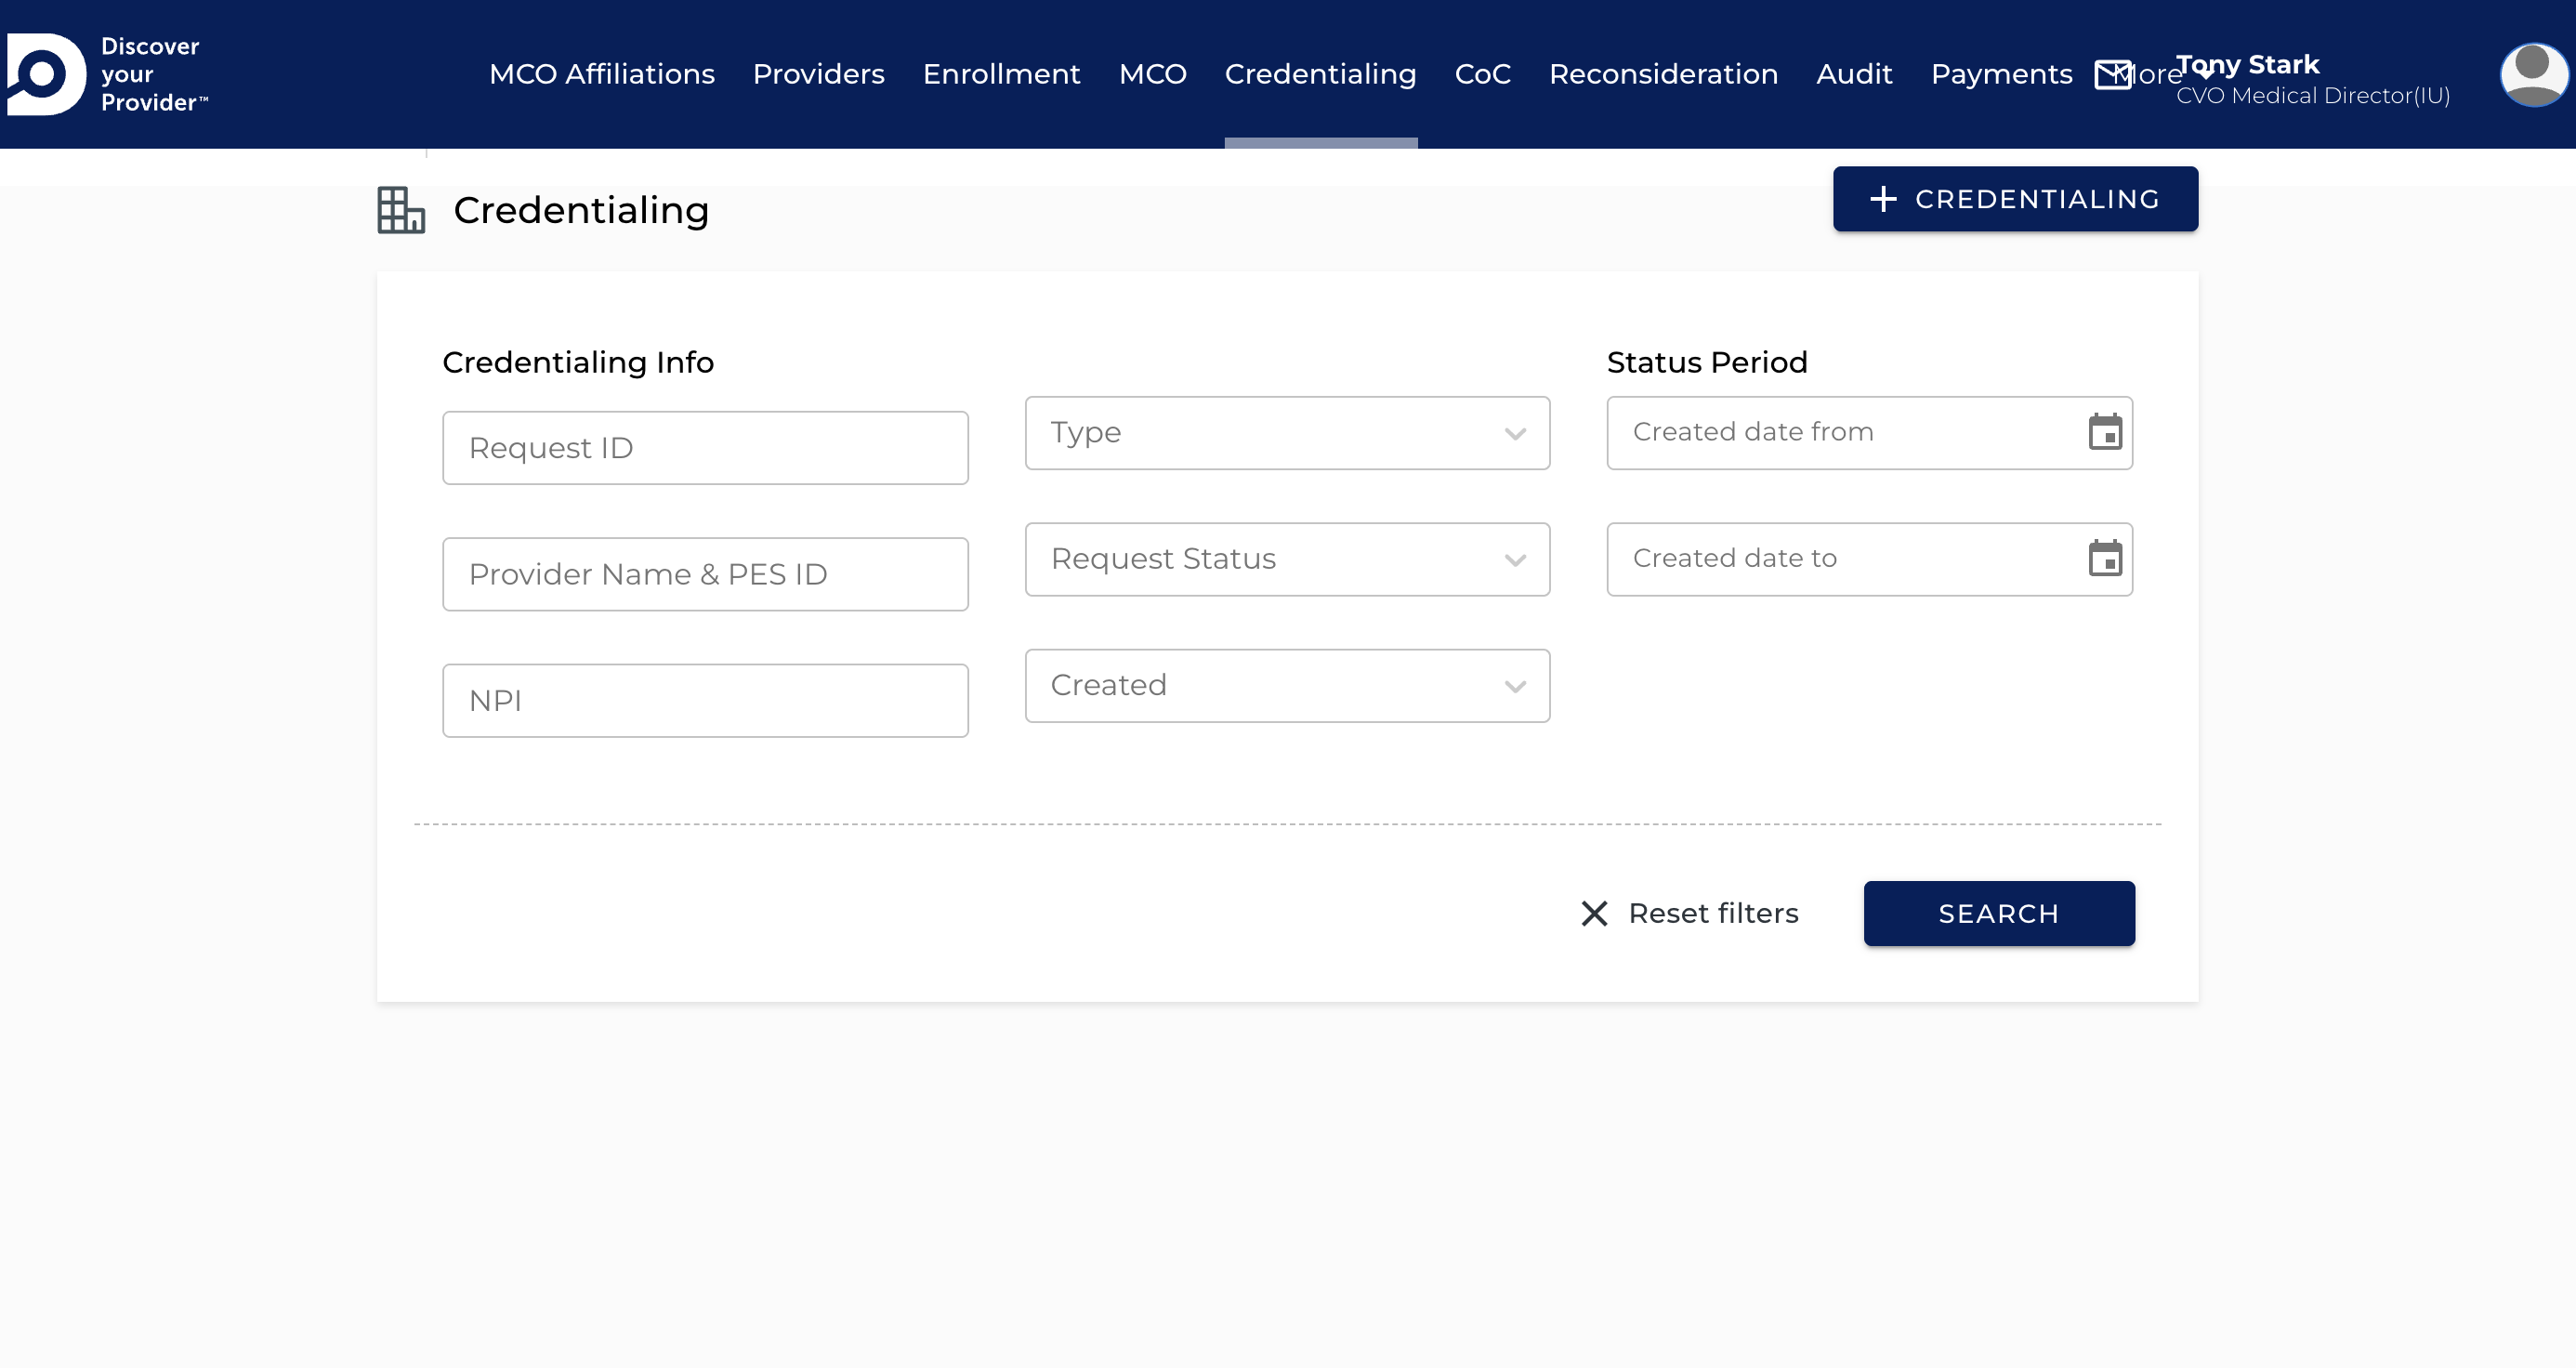 Discover
your
Provider™
MCO Affiliations Providers Enrollment MCO Credentialing CoC Reconsideration Audit Payments More
Tony Stark
CVO Medical Director(IU)
Credentialing
+ CREDENTIALING
Credentialing Info
Status Period
Request ID
Type
Created date from
Provider Name & PES ID
Request Status
Created date to
NPI
Created
Reset filters
SEARCH